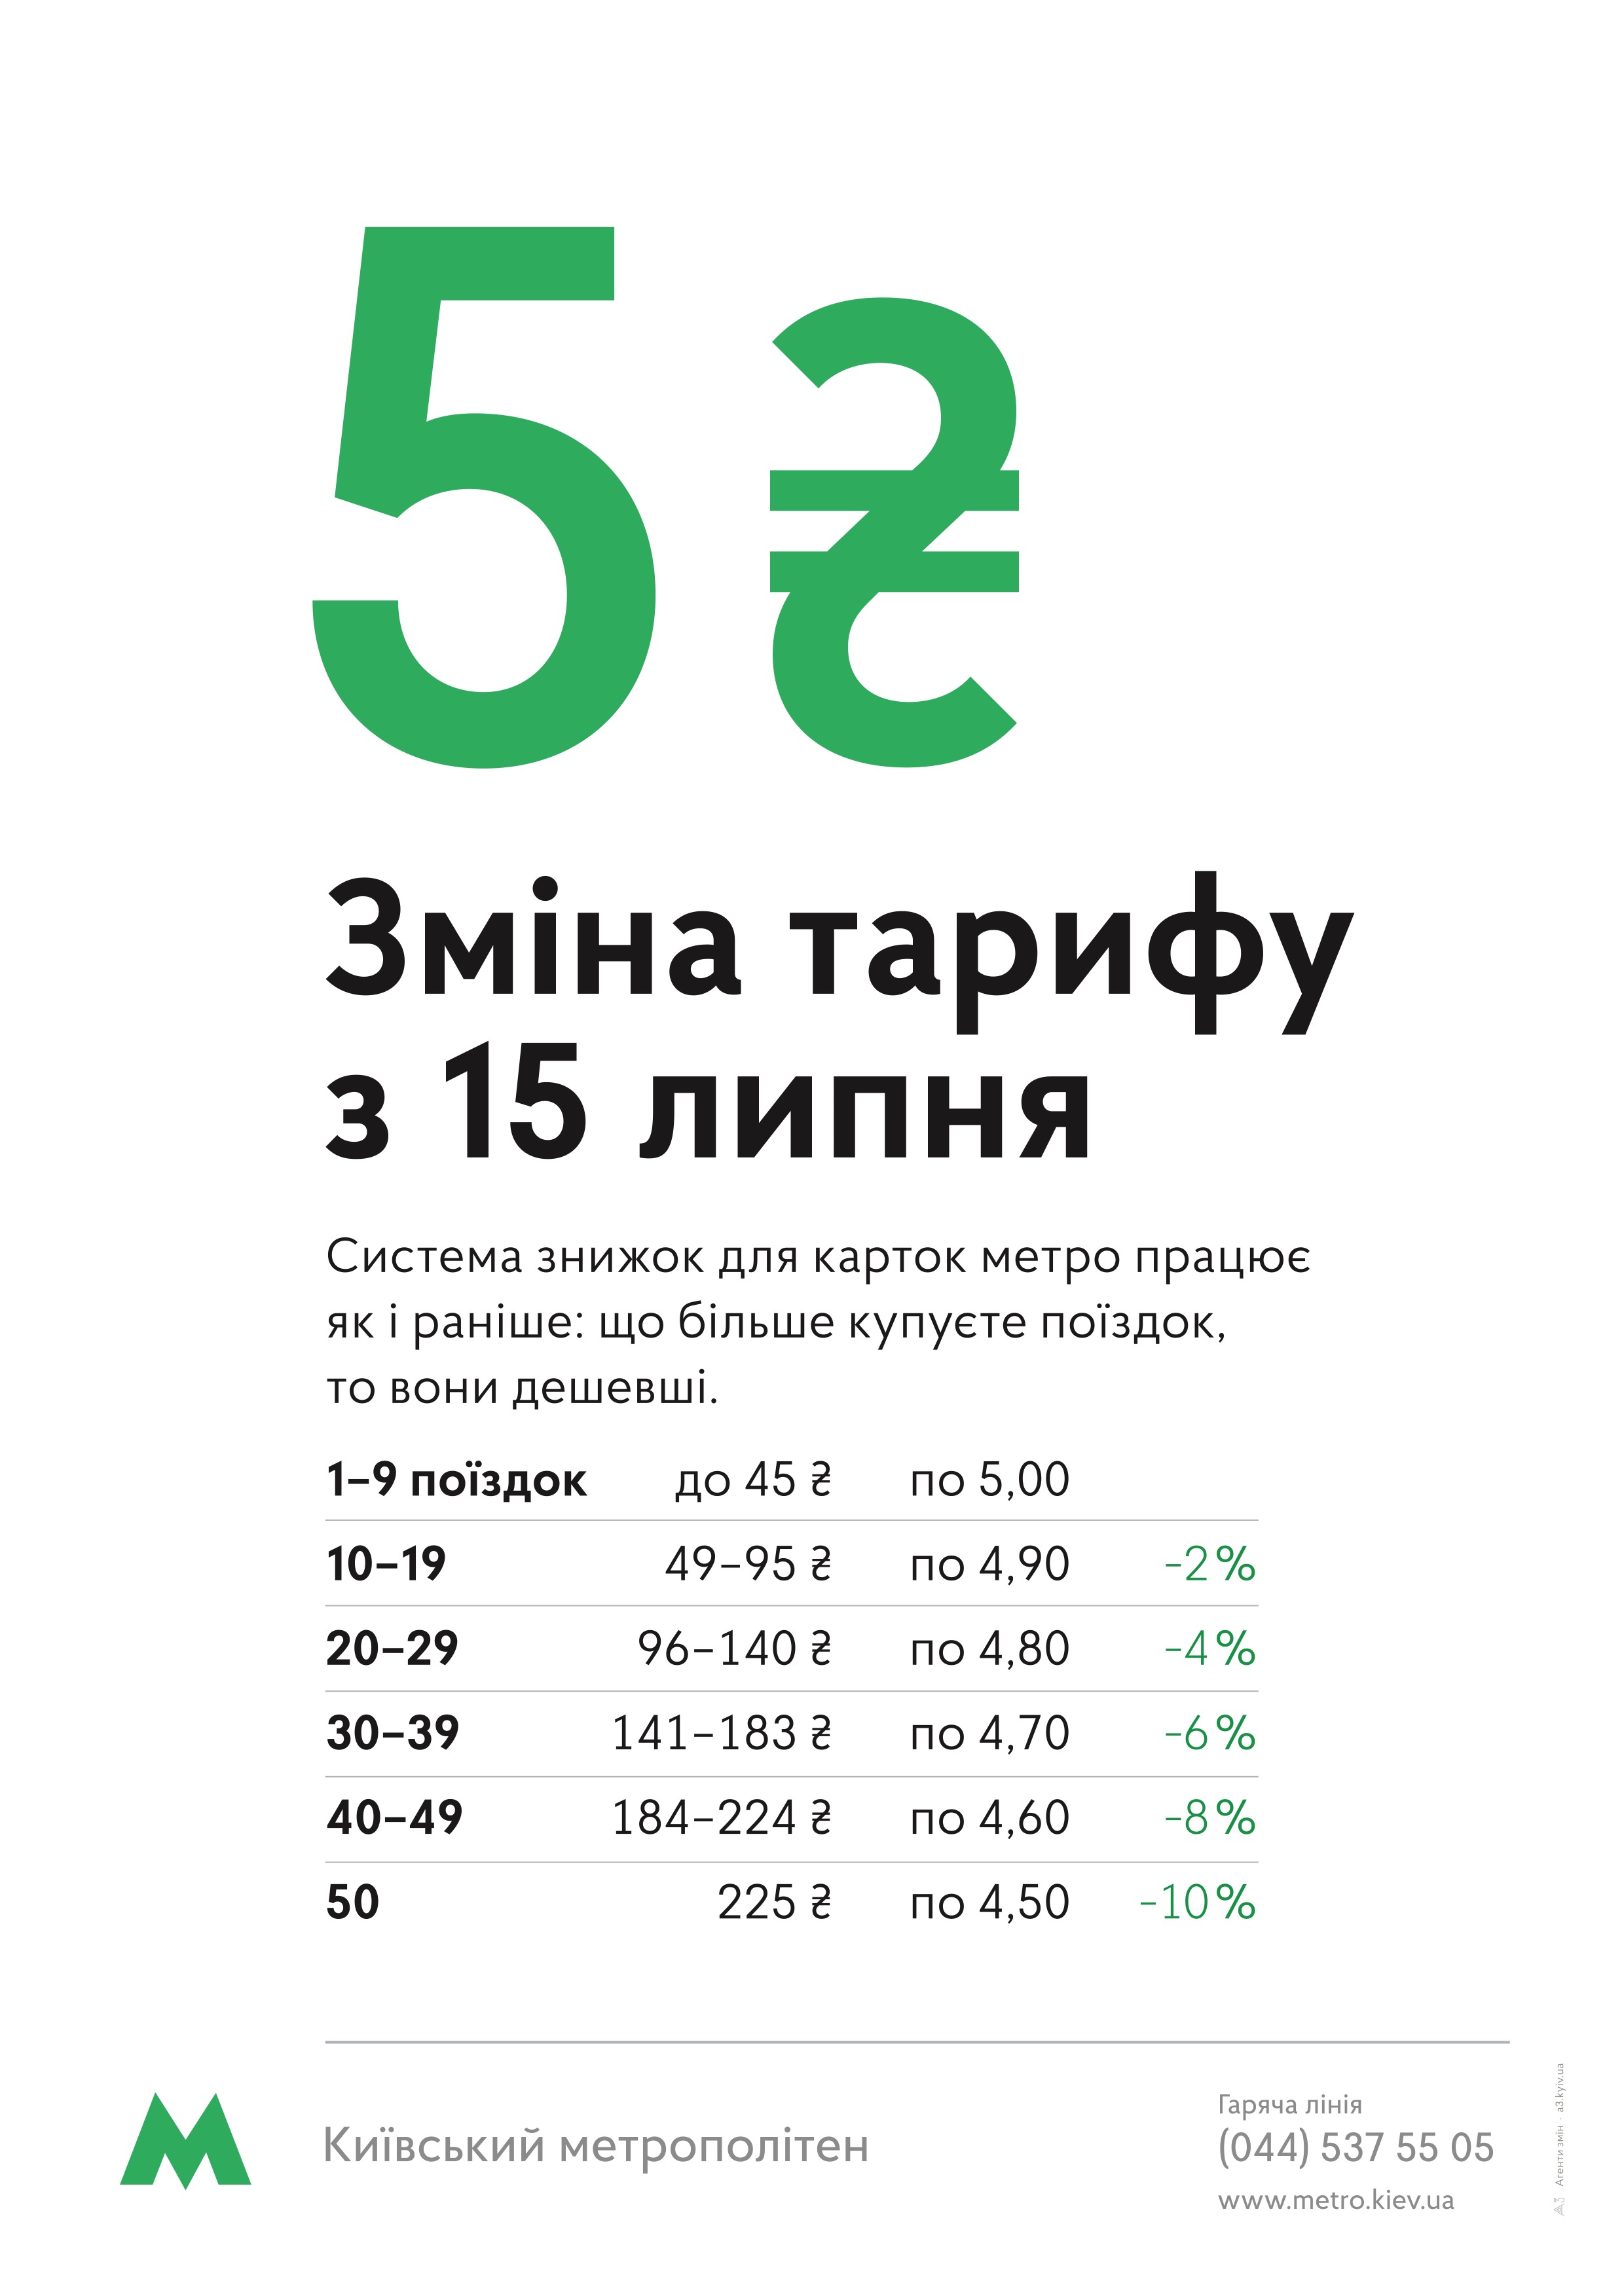 5 ₴
Зміна тарифу
з 15 липня
Система знижок для карток метро працює
як і раніше: що більше купуєте поїздок,
то вони дешевші.
1–9 поїздок до 45 ₴ по 5,00
10–19 49–95 ₴ по 4,90 –2 %
20–29 96–140 ₴ по 4,80 –4 %
30–39 141–183 ₴ по 4,70 –6 %
40–49 184–224 ₴ по 4,60 –8 %
50 225 ₴ по 4,50 –10 %
Київський метрополітен
Гаряча лінія
(044) 537 55 05
www.metro.kiev.ua
А3 Агенти змін · a3.kyiv.ua